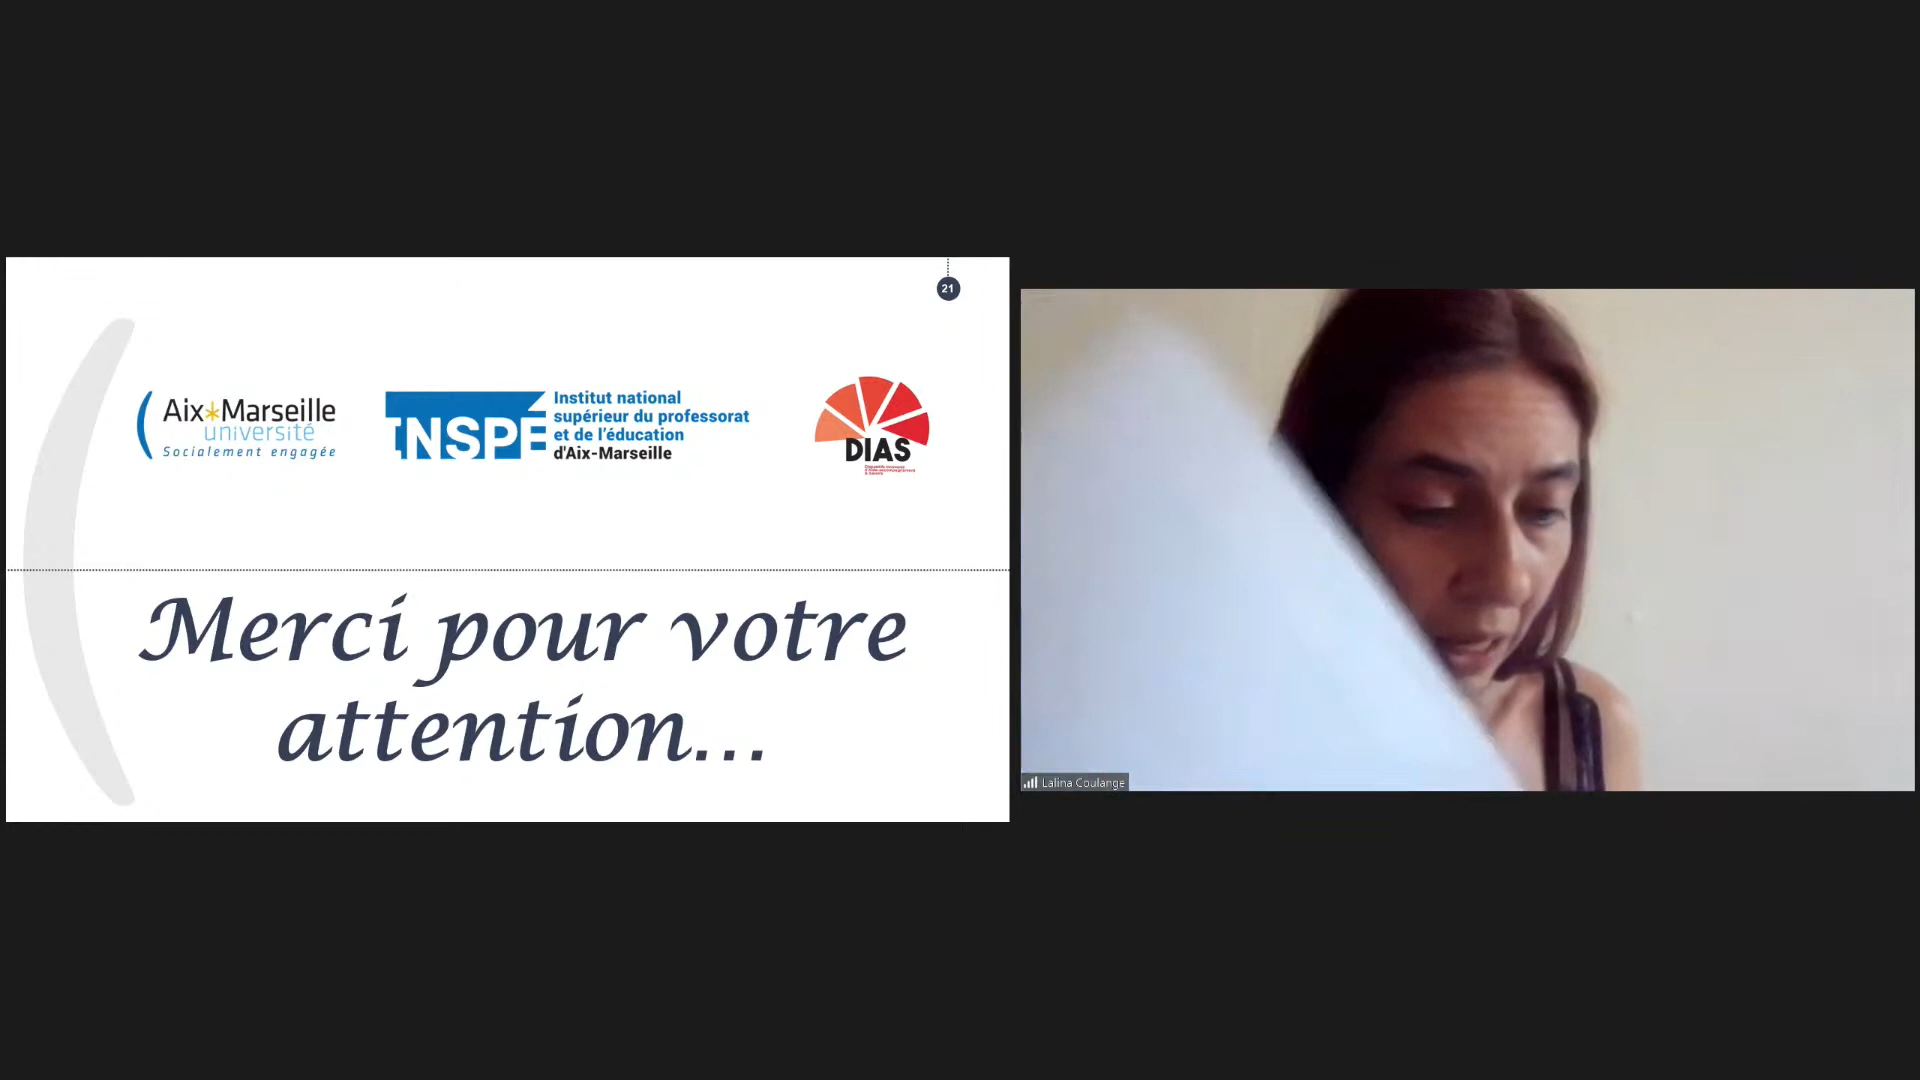 21
Aix*Marseille
université
Socialement engagée
INSPÉ
Institut national
supérieur du professorat
et de l'éducation
d'Aix-Marseille
DIAS
Merci pour votre
attention...
Lalina Coulange